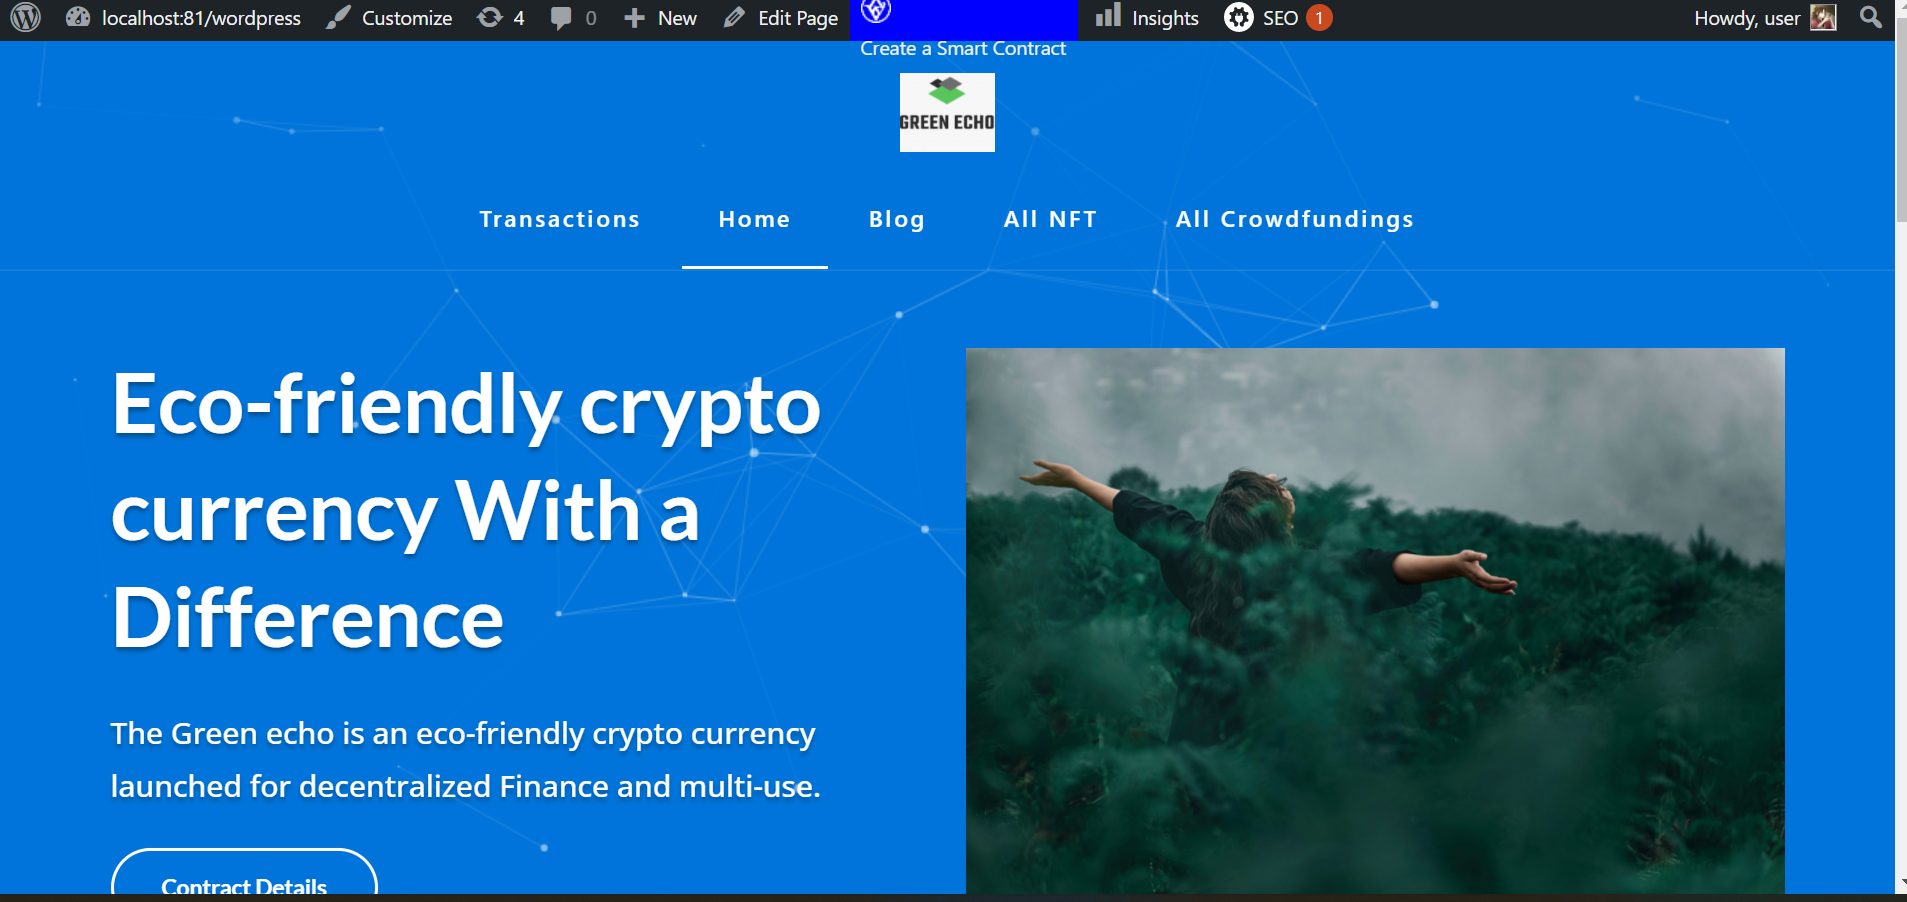 localhost:81/wordpress Customize 4 0 New Edit Page Insights SEO 1 Howdy, user
Create a Smart Contract
GREEN ECHO
Transactions Home Blog All NFT All Crowdfundings
Eco-friendly crypto
currency With a
Difference
The Green echo is an eco-friendly crypto currency
launched for decentralized Finance and multi-use.
Contract Details